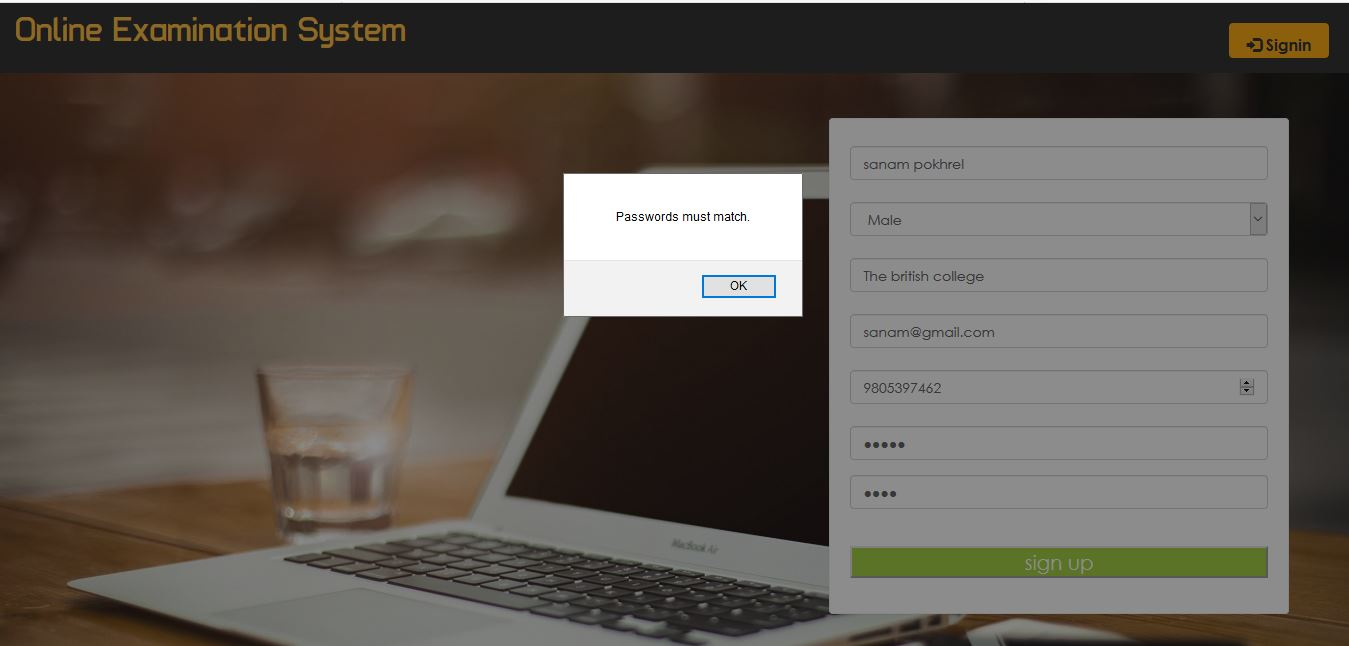 Online Examination System
Signin
sanam pokhrel
Passwords must match.
Male
The british college
OK
sanam@gmail.com
9805397462
•••••
••••
MacBook Air
sign up